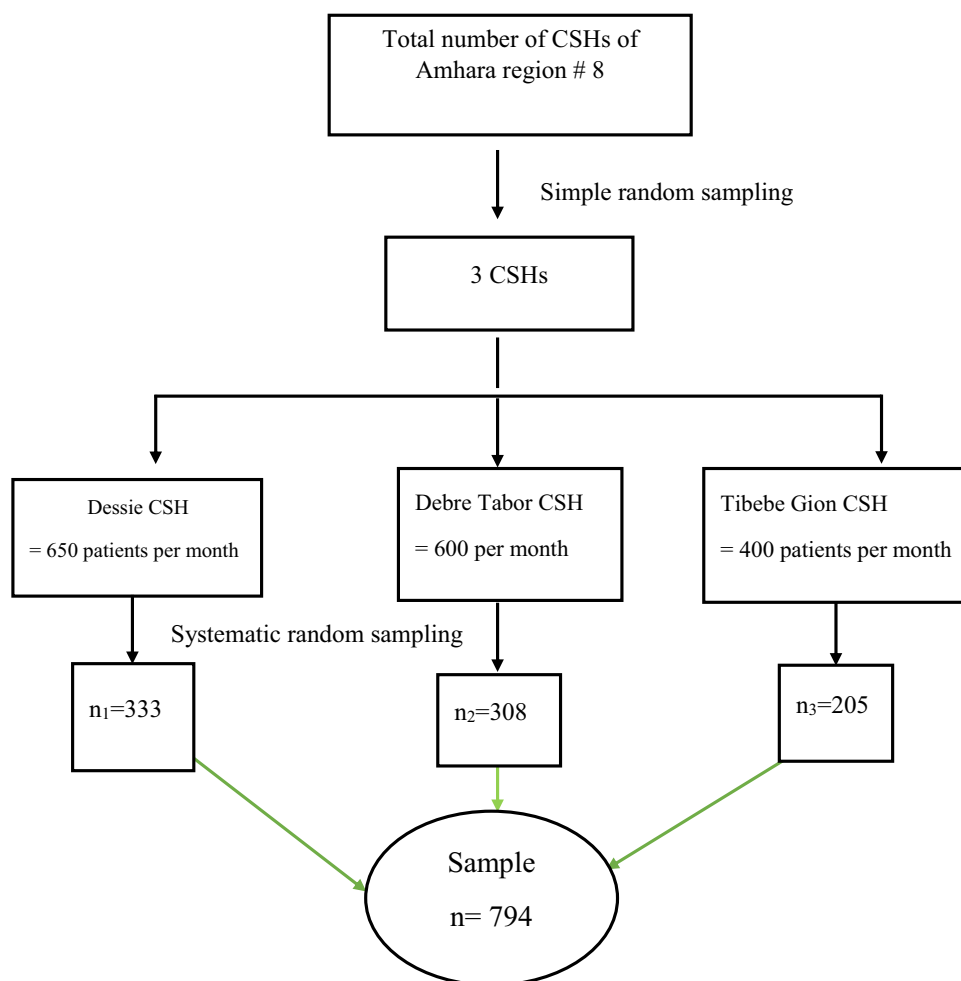 Total number of CSHs of
Amhara region # 8
Simple random sampling
3 CSHs
Dessie CSH
= 650 patients per month
Debre Tabor CSH
= 600 per month
Tibebe Gion CSH
= 400 patients per month
Systematic random sampling
n₁=333
n₂=308
n₃=205
Sample
n= 794